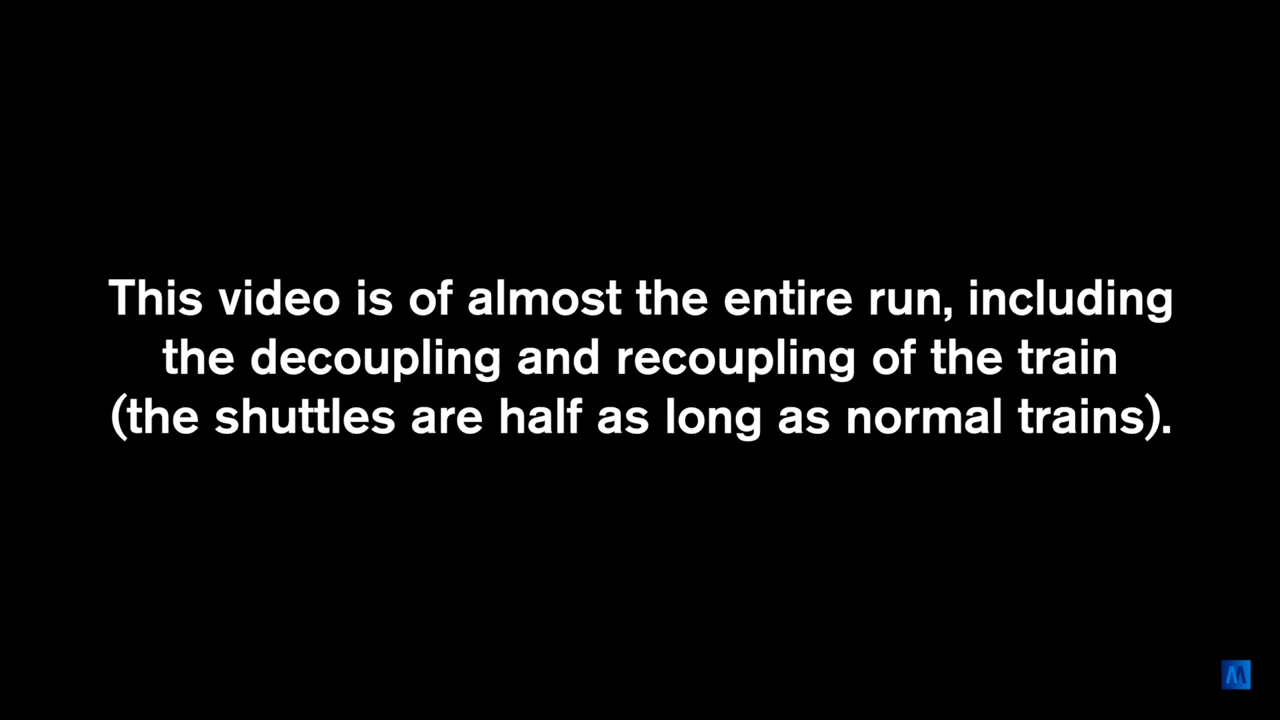 This video is of almost the entire run, including
the decoupling and recoupling of the train
(the shuttles are half as long as normal trains).